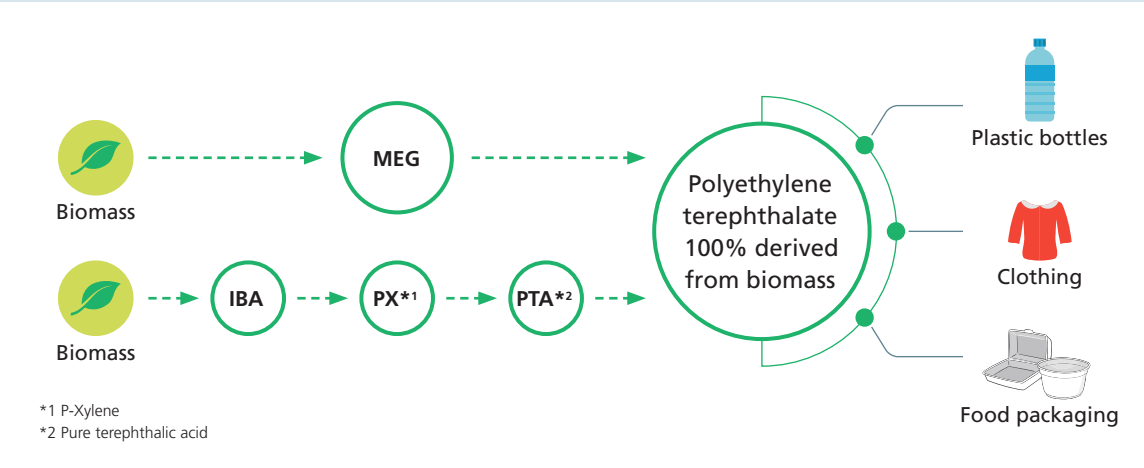 Biomass
MEG
Biomass
IBA
PX*1
PTA*2
Polyethylene
terephthalate
100% derived
from biomass
Plastic bottles
Clothing
Food packaging
*1 P-Xylene
*2 Pure terephthalic acid